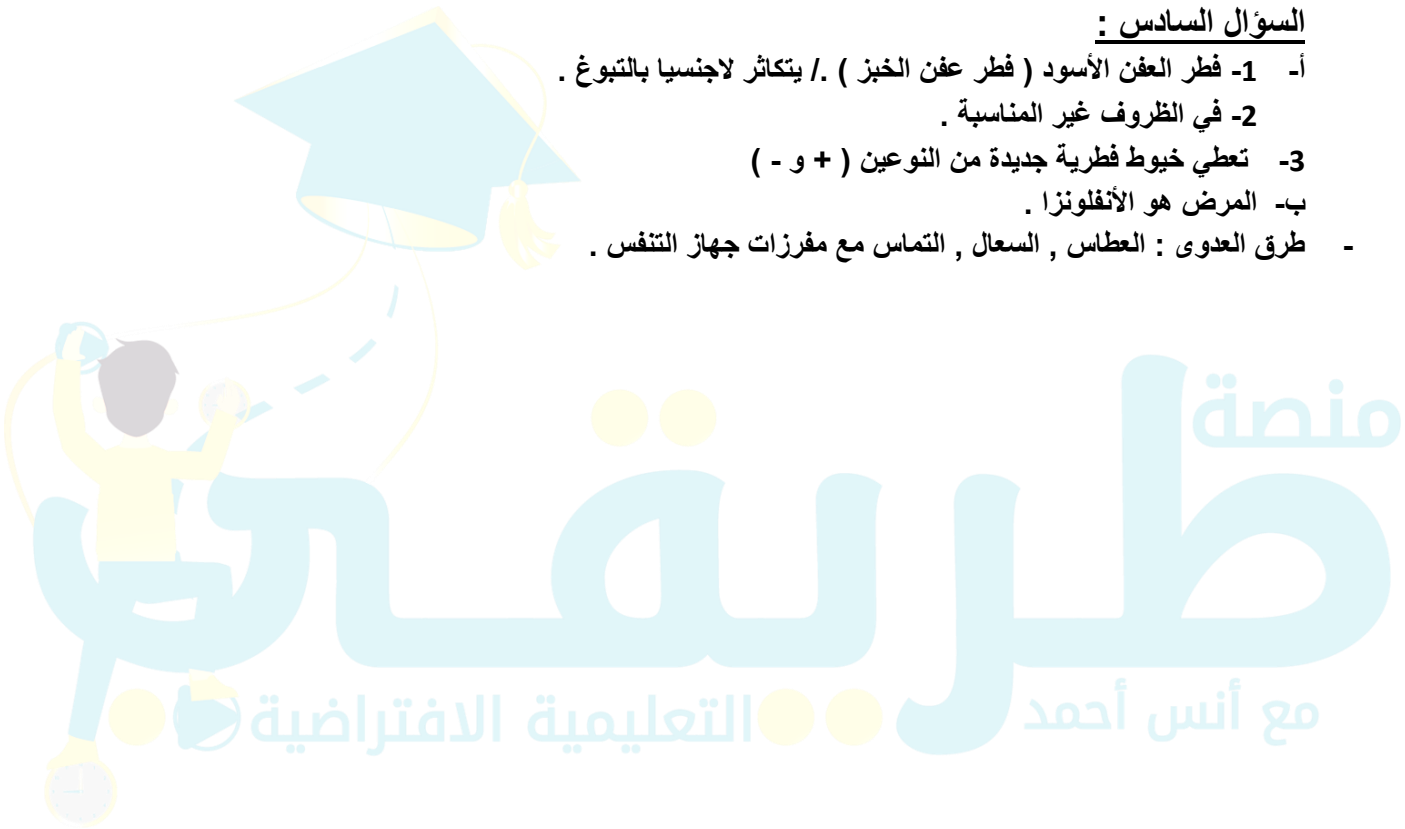 السؤال السادس :
أ- 1- فطر العفن الأسود ( فطر عفن الخبز ) ./ يتكاثر لاجنسيا بالتبوغ .
2- في الظروف غير المناسبة .
3- تعطي خيوط فطرية جديدة من النوعين ( + و - )
ب- المرض هو الأنفلونزا .
- طرق العدوى : العطاس , السعال , التماس مع مفرزات جهاز التنفس .
منصة
طريقي
مع أنس أحمد
التعليمية الافتراضية